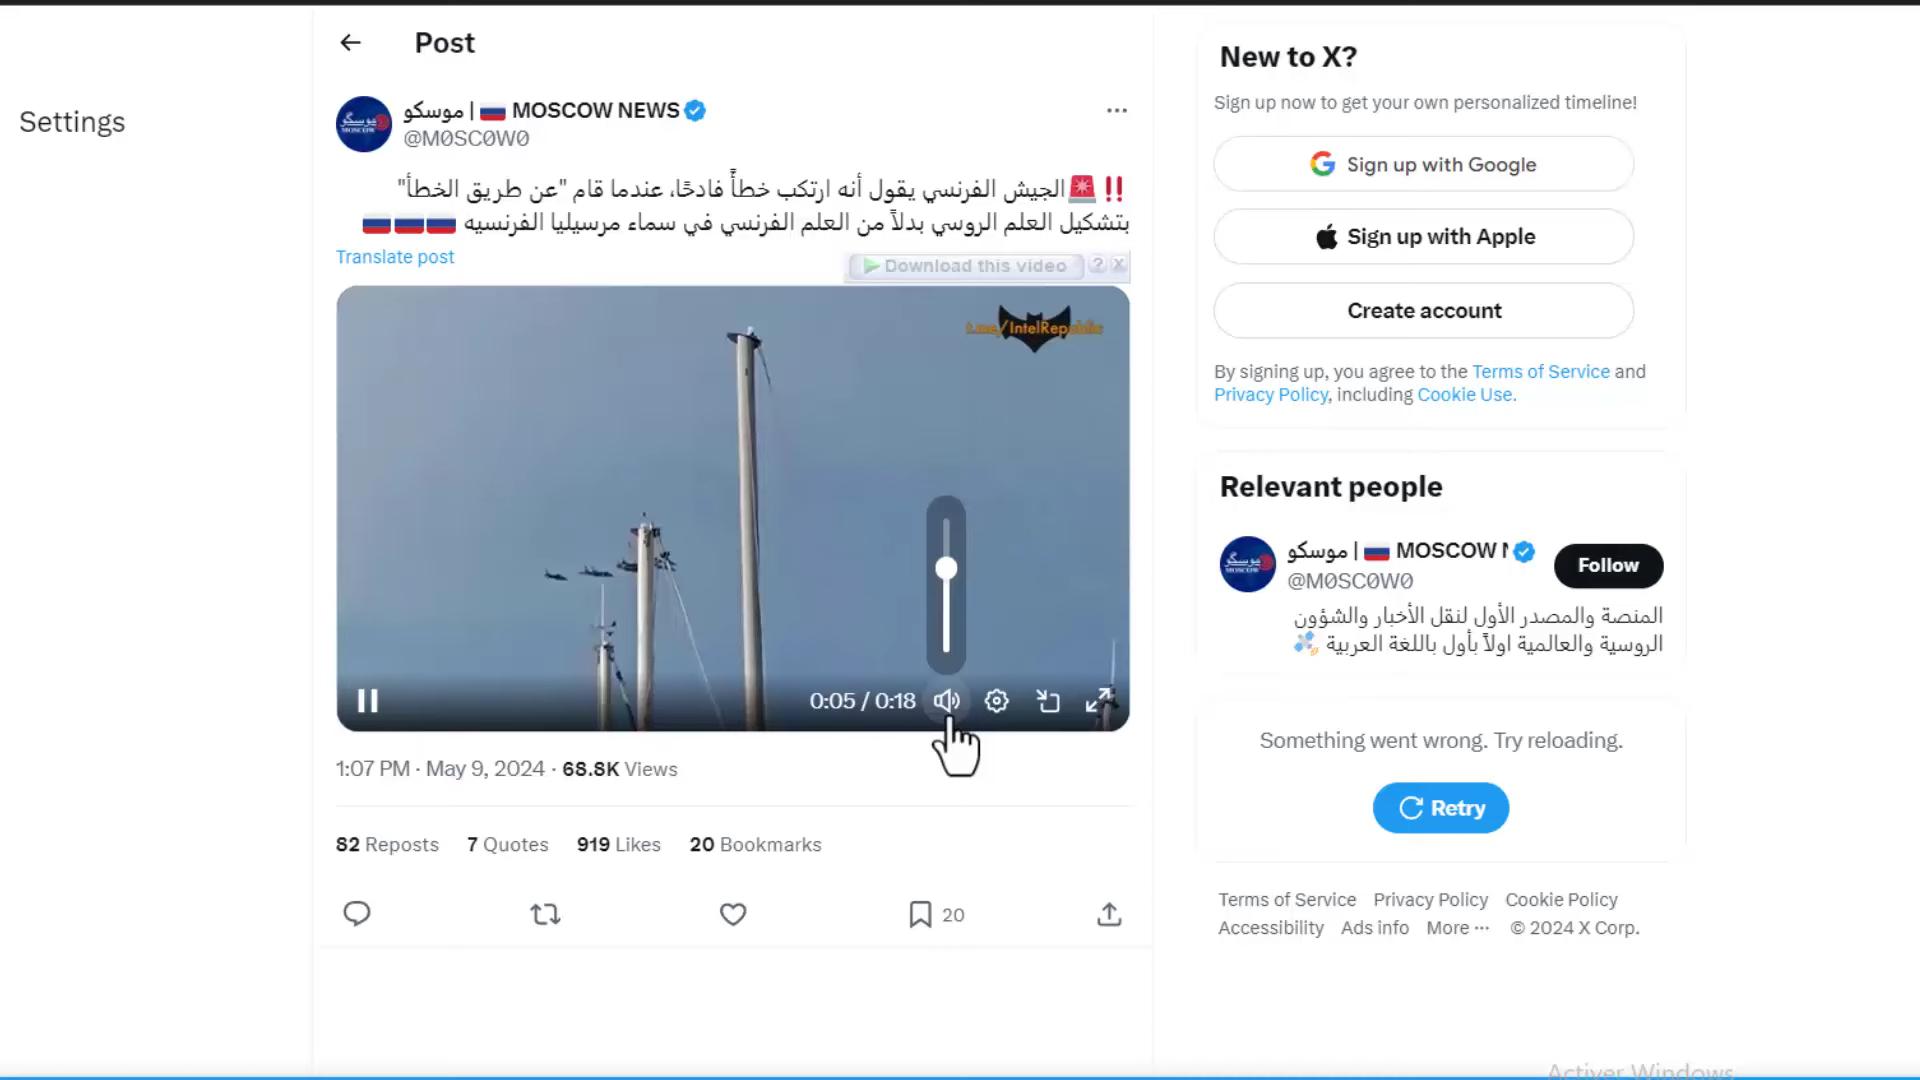 Post
Settings
موسكو | MOSCOW NEWS
@M0SC0W0
الجيش الفرنسي يقول أنه ارتكب خطأً فادحًا، عندما قام "عن طريق الخطأ"
بتشكيل العلم الروسي بدلاً من العلم الفرنسي في سماء مرسيليا الفرنسيه
Translate post
Download this video ? X
t.me/IntelRepublic
0:05 / 0:18
1:07 PM · May 9, 2024 · 68.8K Views
82 Reposts 7 Quotes 919 Likes 20 Bookmarks
20
New to X?
Sign up now to get your own personalized timeline!
Sign up with Google
Sign up with Apple
Create account
By signing up, you agree to the Terms of Service and
Privacy Policy, including Cookie Use.
Relevant people
موسكو | MOSCOW
@M0SC0W0
Follow
المنصة والمصدر الأول لنقل الأخبار والشؤون
الروسية والعالمية اولاً بأول باللغة العربية
Something went wrong. Try reloading.
Retry
Terms of Service Privacy Policy Cookie Policy
Accessibility Ads info More ··· © 2024 X Corp.
Activer Windows